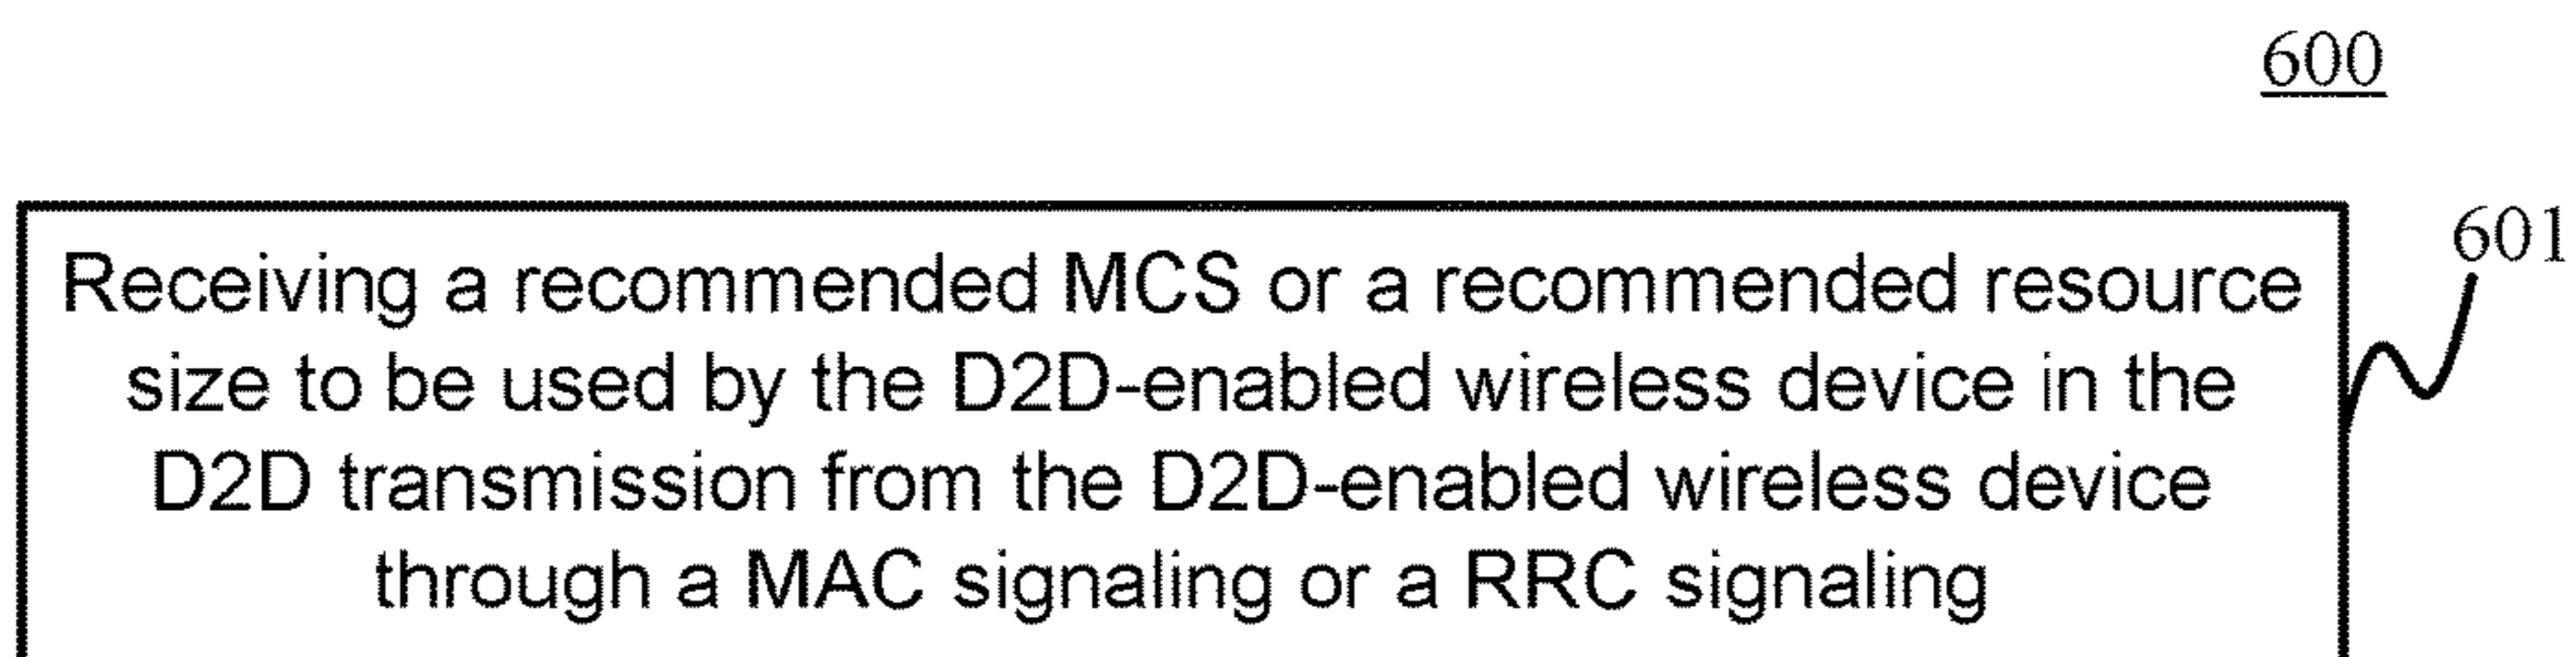 600
601
Receiving a recommended MCS or a recommended resource
size to be used by the D2D-enabled wireless device in the
D2D transmission from the D2D-enabled wireless device
through a MAC signaling or a RRC signaling